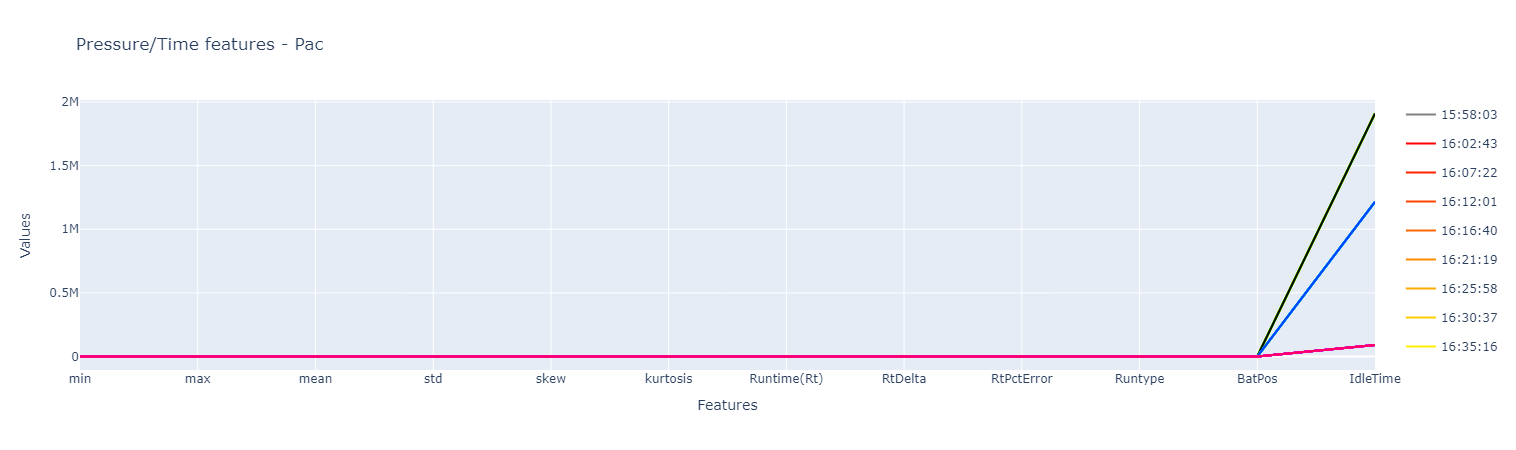 Pressure/Time features - Pac
Values
2M
1.5M
1M
0.5M
0
min max mean std skew kurtosis Runtime(Rt) RtDelta RtPctError Runtype BatPos IdleTime
Features
15:58:03
16:02:43
16:07:22
16:12:01
16:16:40
16:21:19
16:25:58
16:30:37
16:35:16